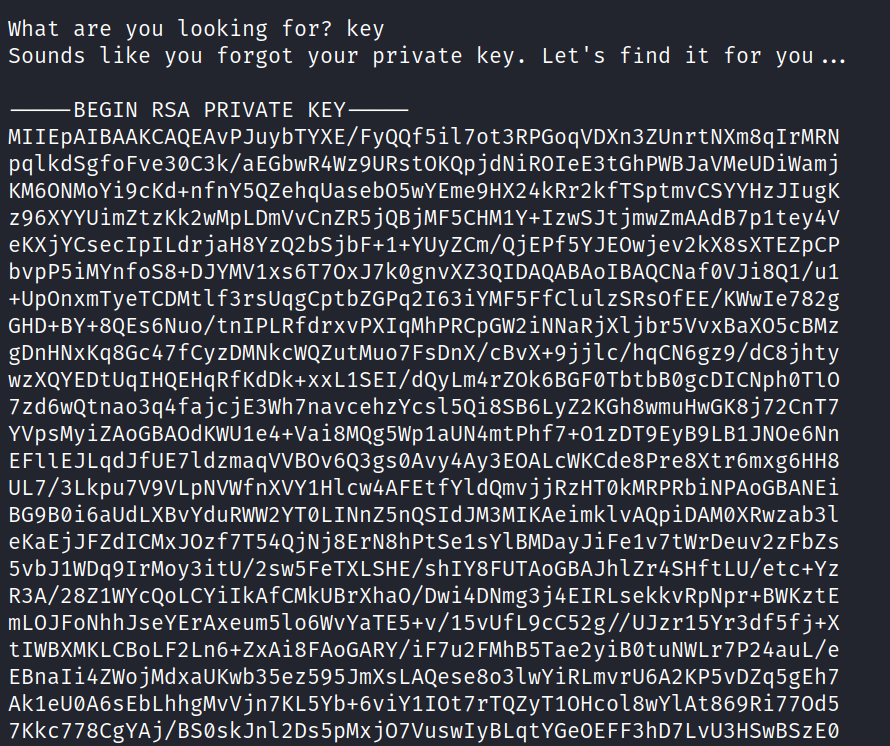 What are you looking for? key
Sounds like you forgot your private key. Let's find it for you...
-----BEGIN RSA PRIVATE KEY-----
MIIEpAIBAAKCAQEAvPJuybTYXE/FyQQf5il7ot3RPGoqVDXn3ZUnrtNXm8qIrMRN
pqlkdSgfoFve30C3k/aEGbwR4Wz9URstOKQpjdNiROIeE3tGhPWBJaVMeUDiWamj
KM6ONMoYi9cKd+nfnY5QZehqUasebO5wYEme9HX24kRr2kfTSptmvCSYYHzJIugK
z96XYYUimZtzKk2wMpLDmVvCnZR5jQBjMF5CHM1Y+IzwSJtjmwZmAAdB7p1tey4V
eKXjYCsecIpILdrjaH8YzQ2bSjbF+1+YUyZCm/QjEPf5YJEOwjev2kX8sXTEZpCP
bvpP5iMYnfoS8+DJYMV1xs6T7OxJ7k0gnvXZ3QIDAQABAoIBAQCNaf0VJi8Q1/u1
+UpOnxmTyeTCDMtlf3rsUqgCptbZGPq2I63iYMF5FfClulzSRsOfEE/KWwIe782g
GHD+BY+8QEs6Nuo/tnIPLRfdrxvPXIqMhPRCpGW2iNNaRjXljbr5VvxBaXO5cBMz
gDnHNxKq8Gc47fCyzDMNkcWQZutMuo7FsDnX/cBvX+9jjlc/hqCN6gz9/dC8jhty
wzXQYEDtUqIHQEHqRfKdDk+xxL1SEI/dQyLm4rZOk6BGF0TbtbB0gcDICNph0TlO
7zd6wQtnao3q4fajcjE3Wh7navcehzYcsl5Qi8SB6LyZ2KGh8wmuHwGK8j72CnT7
YVpsMyiZAoGBAOdKWU1e4+Vai8MQg5Wp1aUN4mtPhf7+O1zDT9EyB9LB1JNOe6Nn
EFllEJLqdJfUE7ldzmaqVVBOv6Q3gs0Avy4Ay3EOALcWKCde8Pre8Xtr6mxg6HH8
UL7/3Lkpu7V9VLpNVWfnXVY1Hlcw4AFEtfYldQmvjjRzHT0kMRPRbiNPAoGBANEi
BG9B0i6aUdLXBvYduRWW2YT0LINnZ5nQSIdJM3MIKAeimklvAQpiDAM0XRwzab3l
eKaEjJFZdICMxJOzf7T54QjNj8ErN8hPtSe1sYlBMDayJiFe1v7tWrDeuv2zFbZs
5vbJ1WDq9IrMoy3itU/2sw5FeTXLSHE/shIY8FUTAoGBAJhlZr4SHftLU/etc+Yz
R3A/28Z1WYcQoLCYiIkAfCMkUBrXhaO/Dwi4DNmg3j4EIRLsekkvRpNpr+BWKztE
mLOJFoNhhJseYErAxeum5lo6WvYaTE5+v/15vUfL9cC52g//UJzr15Yr3df5fj+X
tIWBXMKLCBoLF2Ln6+ZxAi8FAoGARY/iF7u2FMhB5Tae2yiB0tuNWLr7P24auL/e
EBnaIi4ZWojMdxaUKwb35ez595JmXsLAQese8o3lwYiRLmvrU6A2KP5vDZq5gEh7
Ak1eU0A6sEbLhhgMvVjn7KL5Yb+6viY1IOt7rTQZyT1OHcol8wYlAt869Ri77Od5
7Kkc778CgYAj/BS0skJnl2Ds5pMxjO7VuswIyBLqtYGeOEFF3hD7LvU3HSwBSzE0